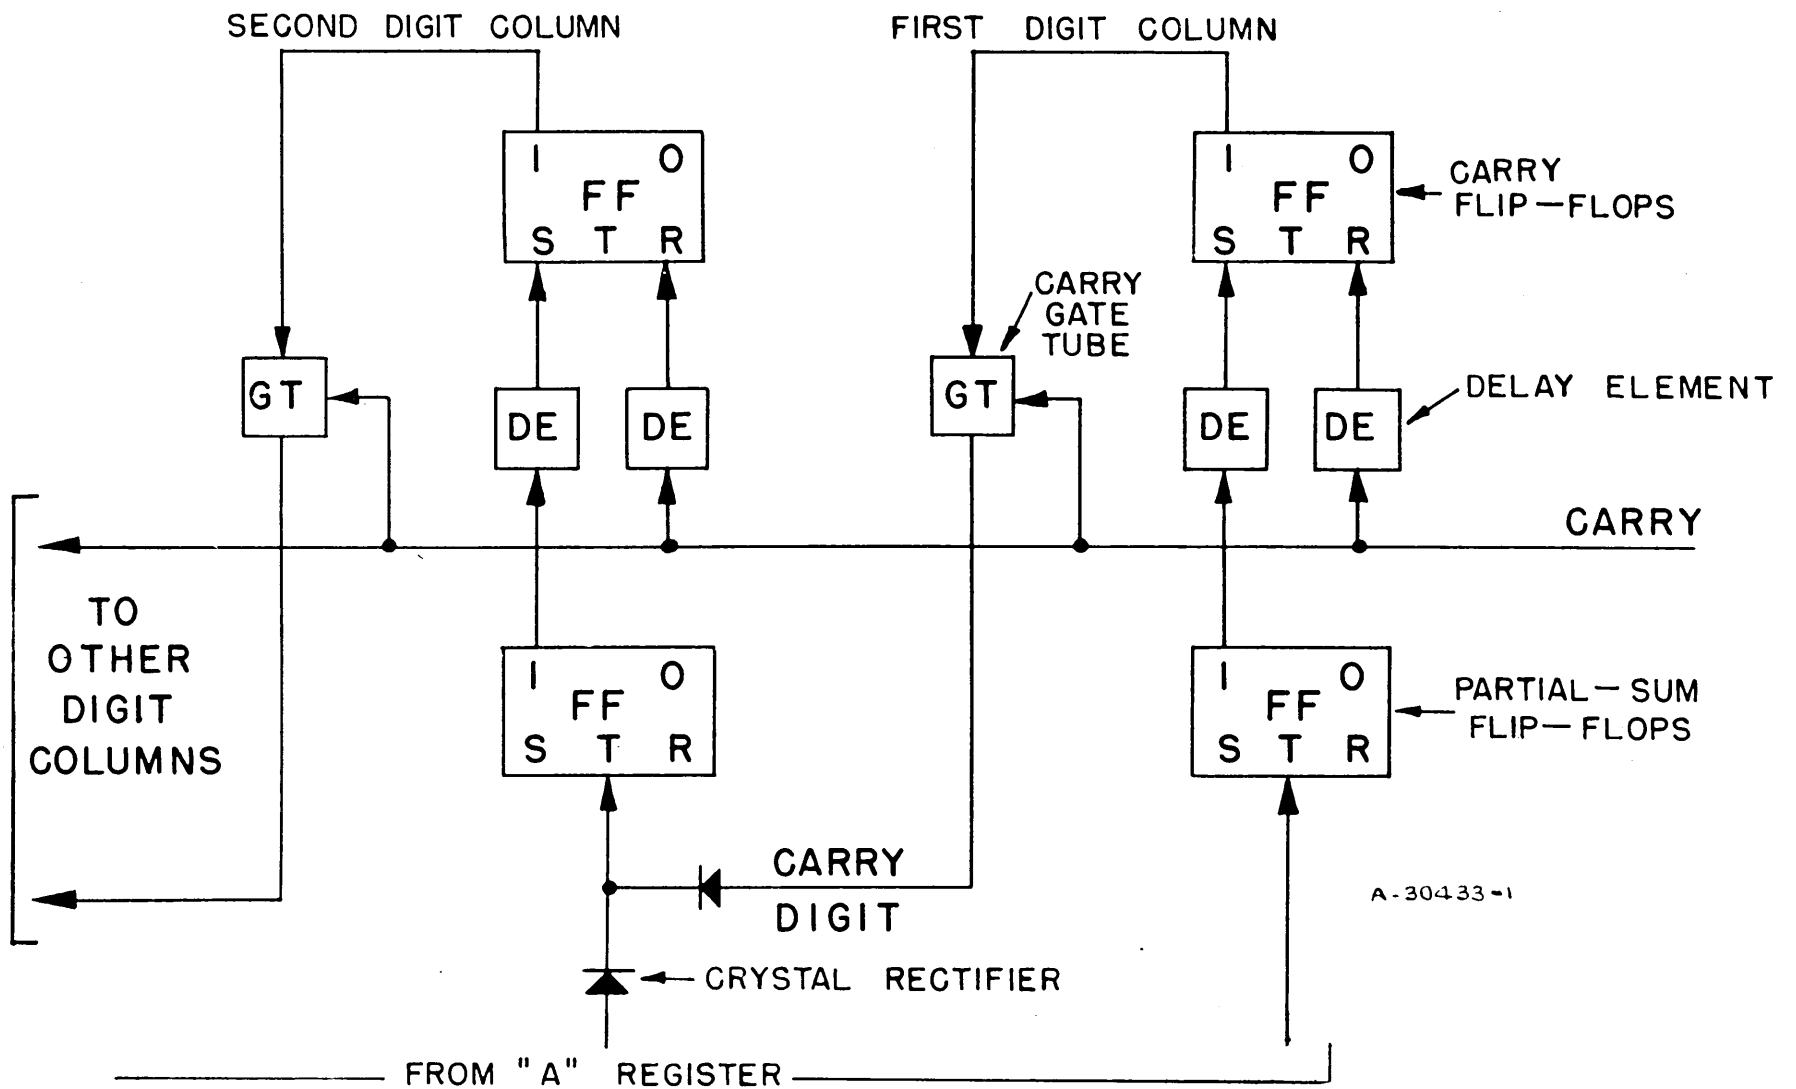 SECOND DIGIT COLUMN
FIRST DIGIT COLUMN
I O
FF
S T R
I O
FF
S T R
CARRY
FLIP-FLOPS
CARRY
GATE
TUBE
GT
DE
DE
GT
DE
DE
DELAY ELEMENT
CARRY
TO
OTHER
DIGIT
COLUMNS
I O
FF
S T R
I O
FF
S T R
PARTIAL-SUM
FLIP-FLOPS
CARRY
DIGIT
A-30433-1
CRYSTAL RECTIFIER
FROM "A" REGISTER